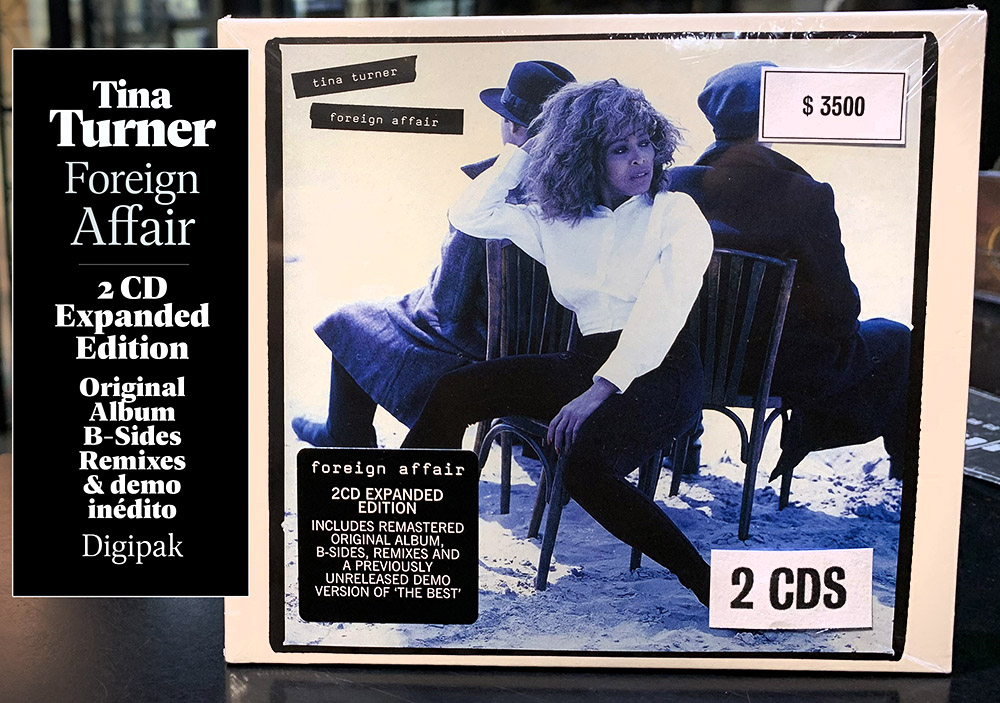 Tina
Turner
Foreign
Affair
2 CD
Expanded
Edition
Original
Album
B-Sides
Remixes
& demo
inédito
Digipak
tina turner
foreign affair
$ 3500
foreign affair
2CD EXPANDED
EDITION
INCLUDES REMASTERED
ORIGINAL ALBUM,
B-SIDES, REMIXES AND
A PREVIOUSLY
UNRELEASED DEMO
VERSION OF ‘THE BEST’
2 CDS